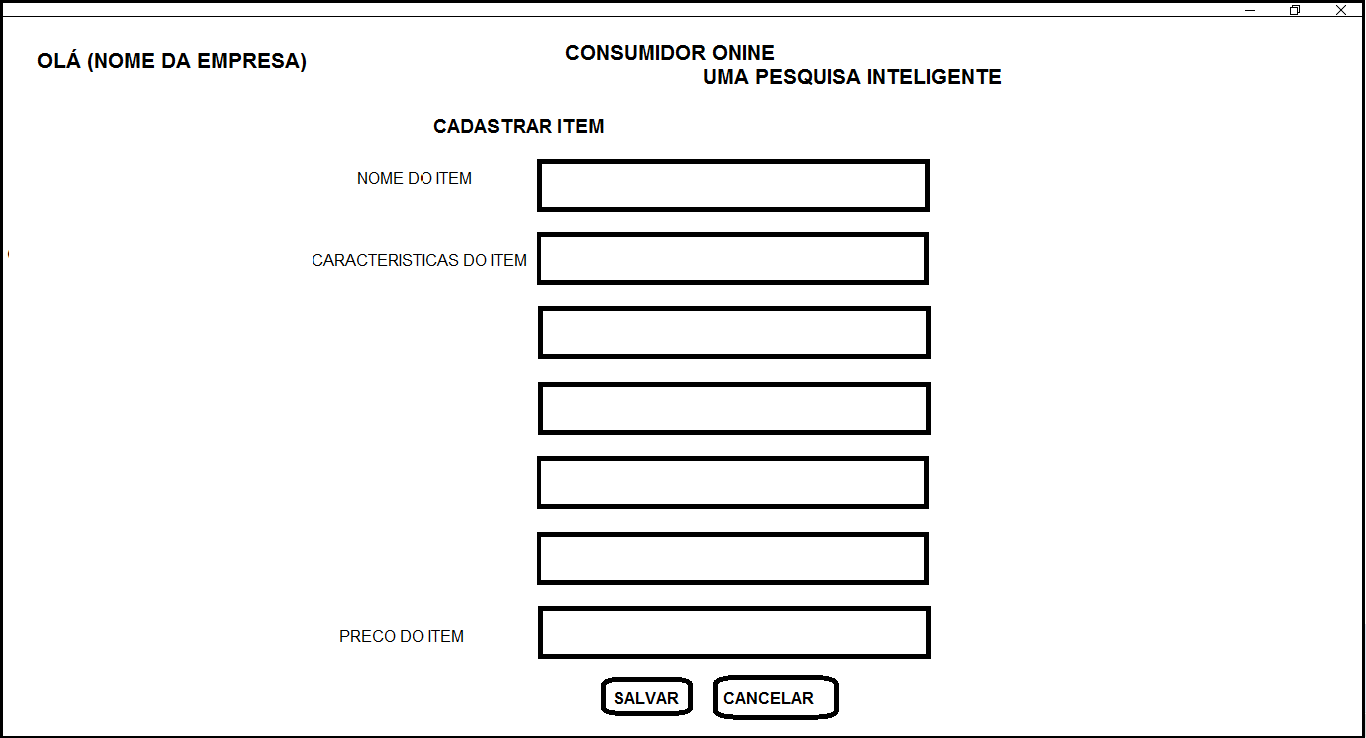 OLÁ (NOME DA EMPRESA)
CONSUMIDOR ONINE
UMA PESQUISA INTELIGENTE
CADASTRAR ITEM
NOME DO ITEM
CARACTERISTICAS DO ITEM
PRECO DO ITEM
SALVAR
CANCELAR